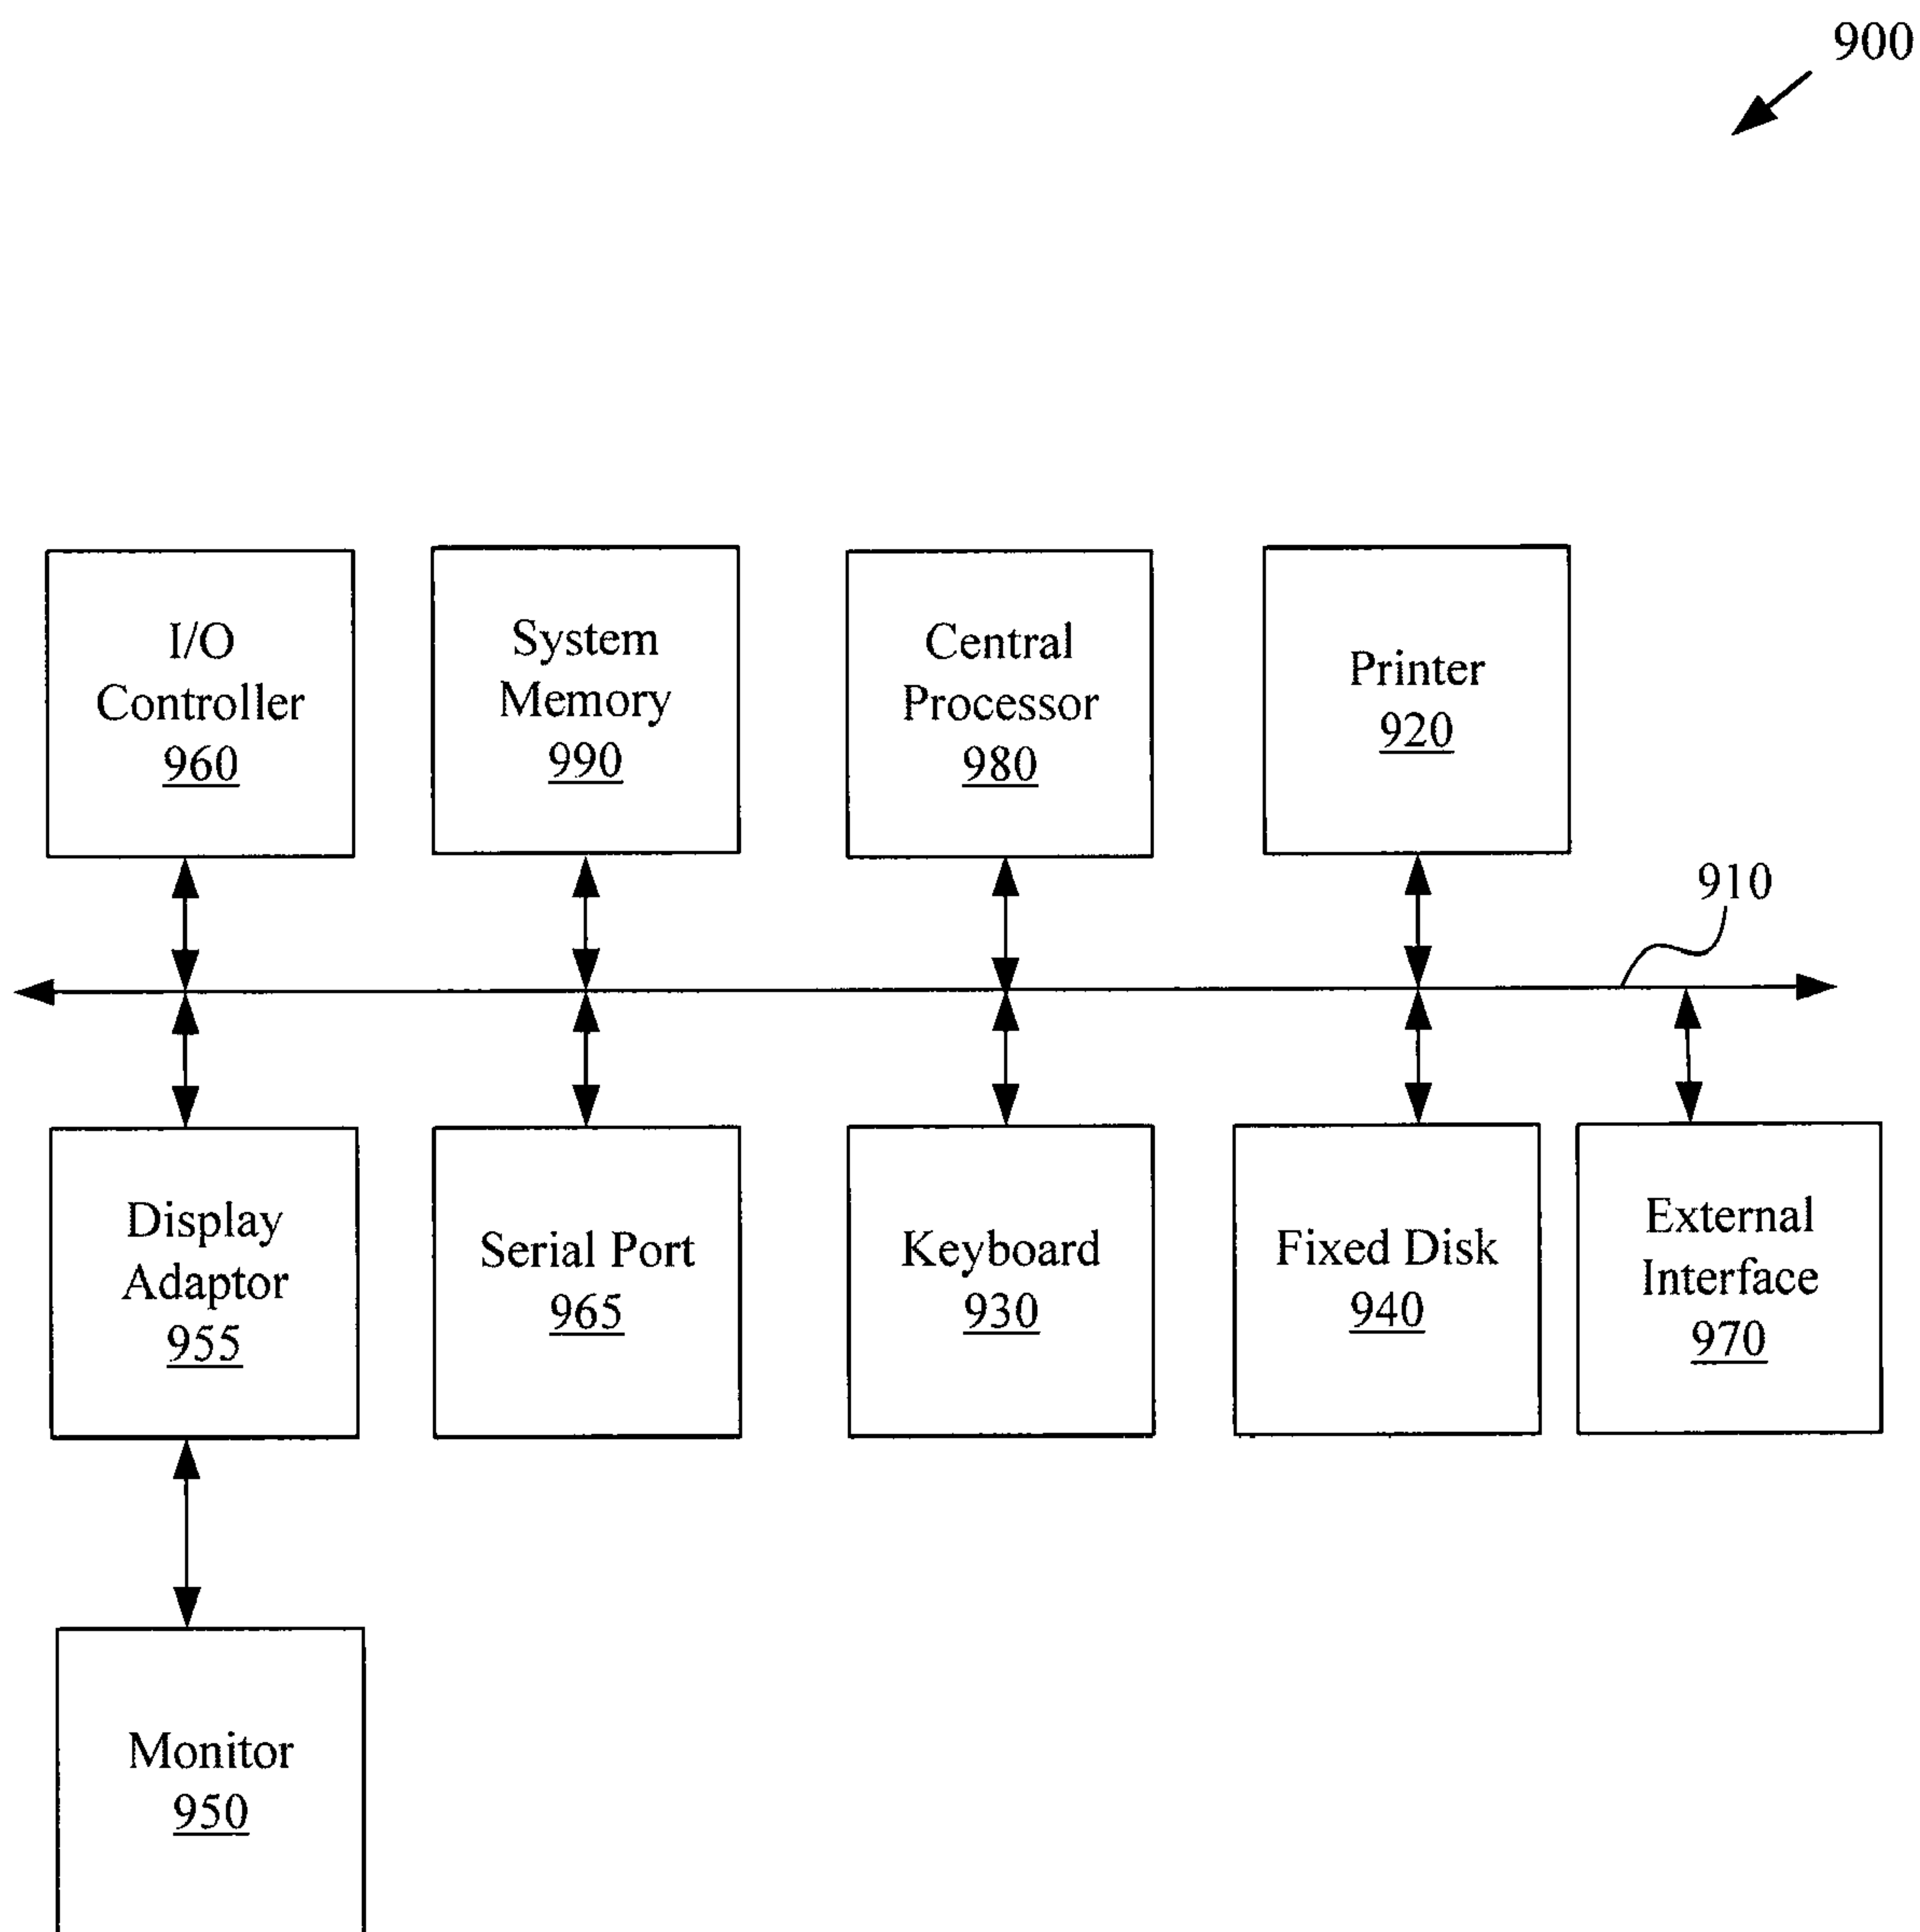 900
I/O
Controller
960
System
Memory
990
Central
Processor
980
Printer
920
910
Display
Adaptor
955
Serial Port
965
Keyboard
930
Fixed Disk
940
External
Interface
970
Monitor
950